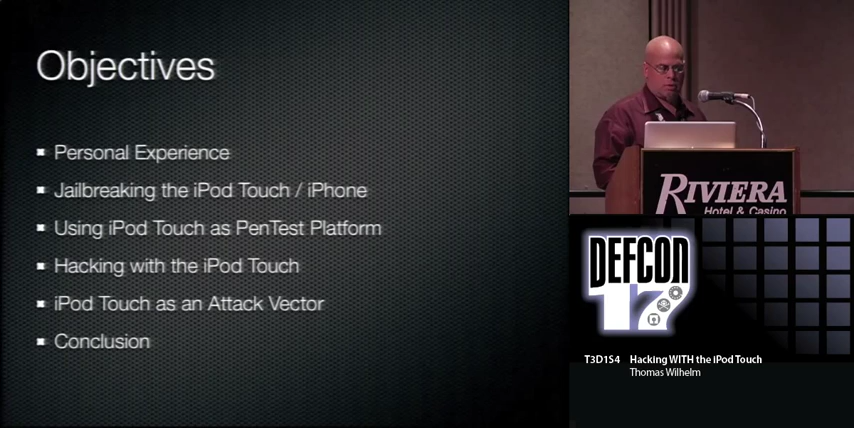 Objectives
Personal Experience
Jailbreaking the iPod Touch / iPhone
Using iPod Touch as PenTest Platform
Hacking with the iPod Touch
iPod Touch as an Attack Vector
Conclusion
RIVIERA
Hotel & Casino
DEFCON
17
T3D1S4 Hacking WITH the iPod Touch
Thomas Wilhelm